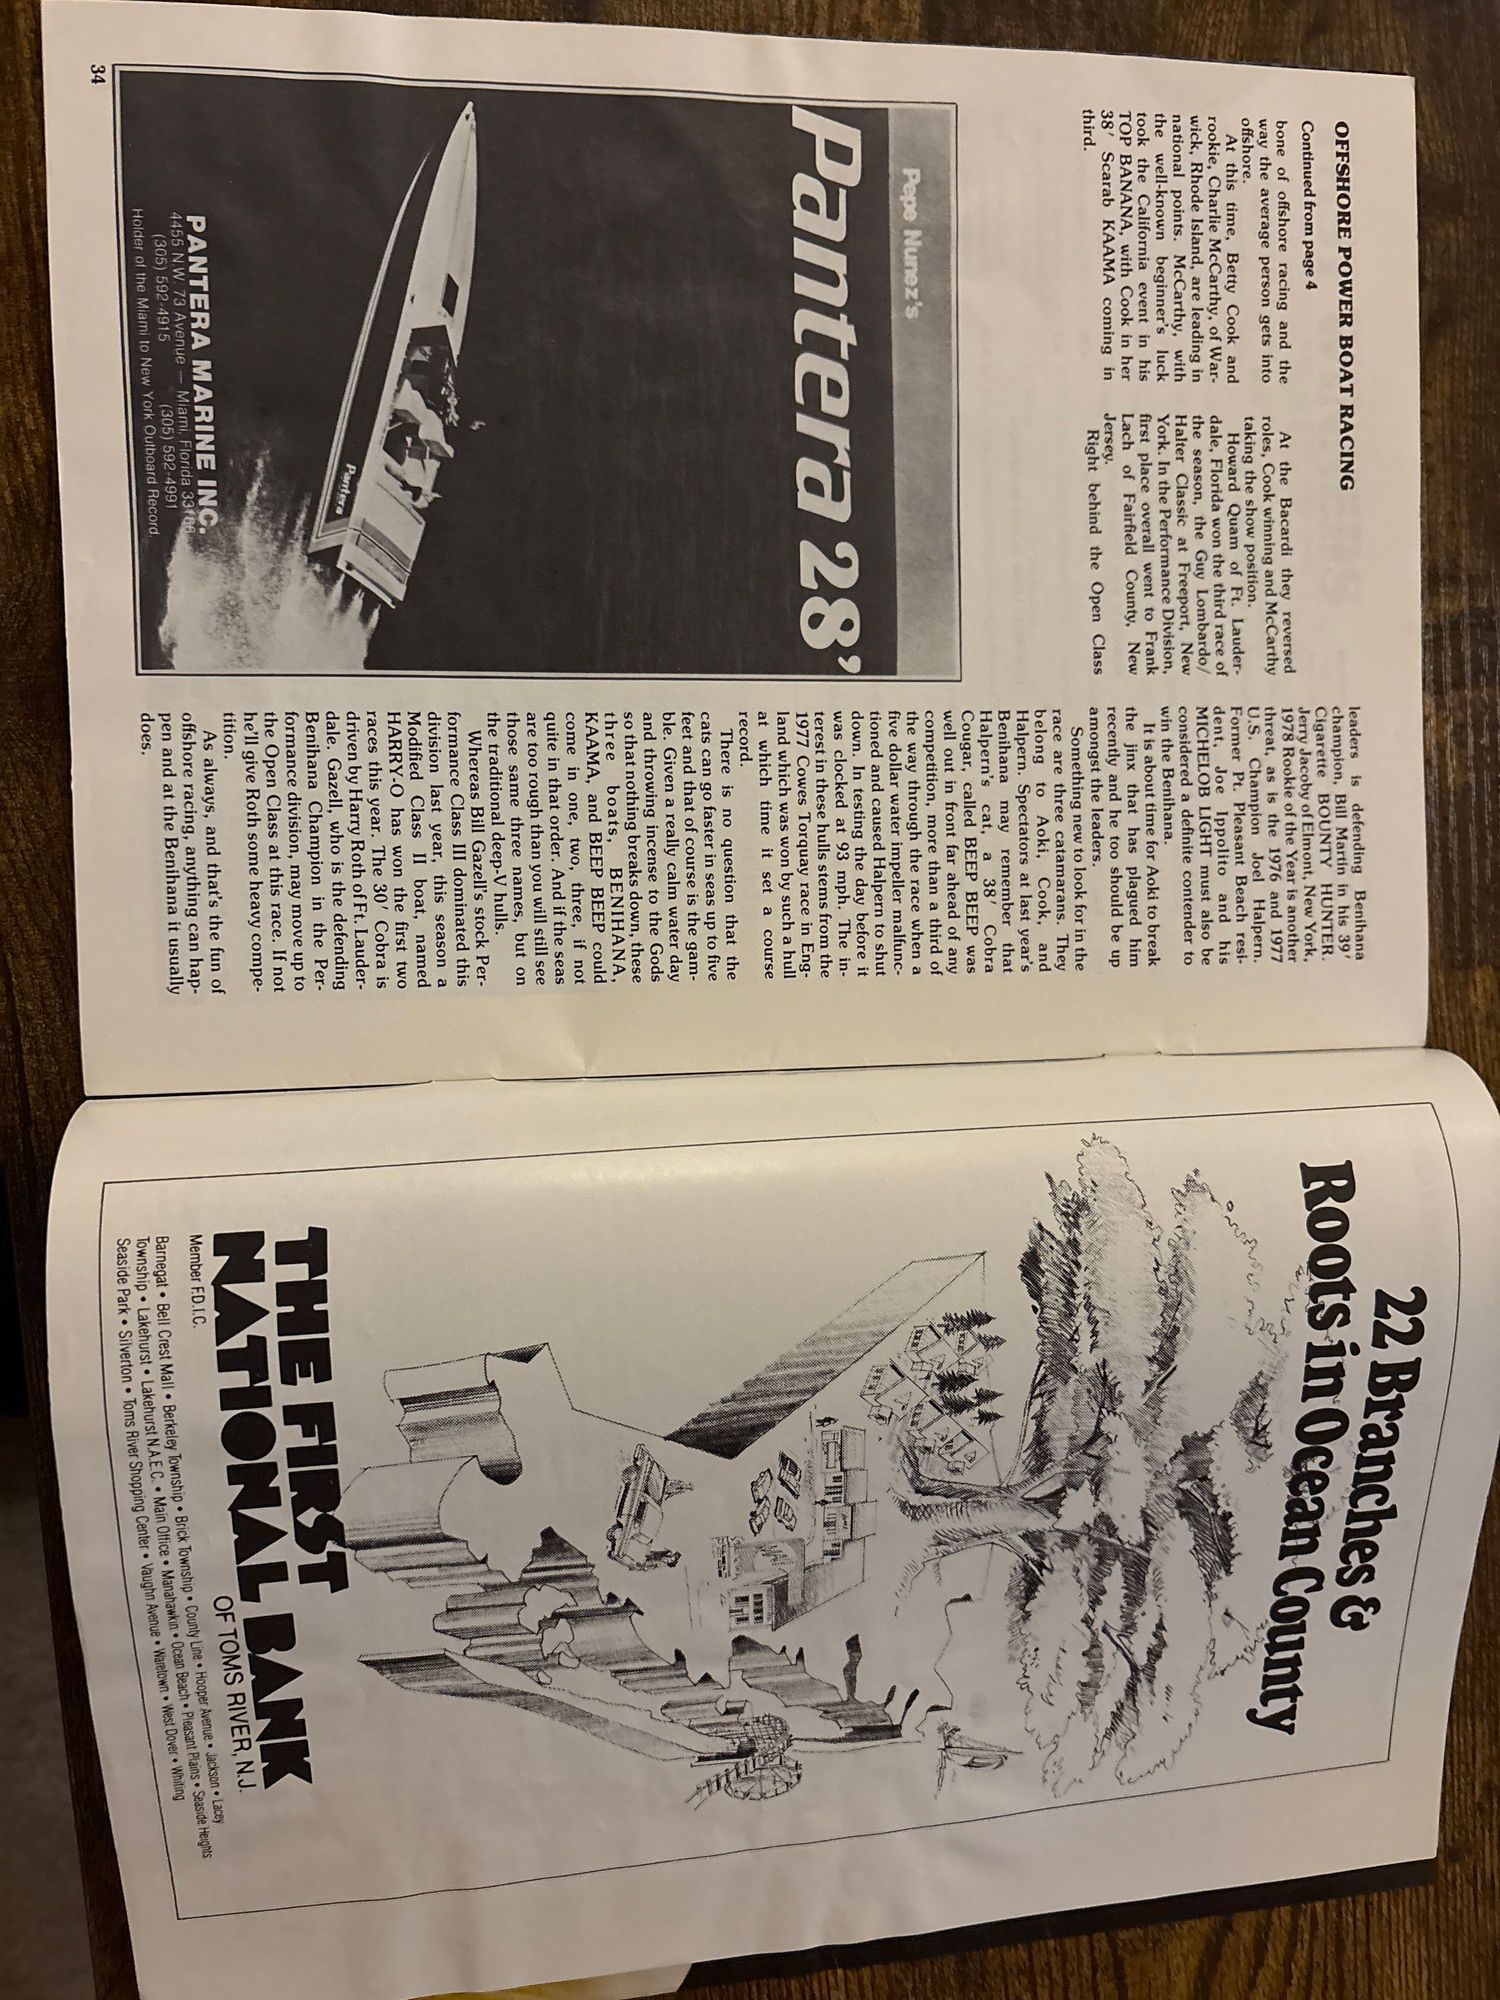 OFFSHORE POWER BOAT RACING
Continued from page 4
bone of offshore racing and the
way the average person gets into
offshore.
At this time, Betty Cook and
rookie, Charlie McCarthy, of War-
wick, Rhode Island, are leading in
national points. McCarthy, with
the well-known beginner's luck
took the California event in his
TOP BANANA, with Cook in her
38' Scarab KAAMA coming in
third.
At the Bacardi they reversed
roles, Cook winning and McCarthy
taking the show position.
Howard Quam of Ft. Lauder-
dale, Florida won the third race of
the season, the Guy Lombardo/
Halter Classic at Freeport, New
York. In the Performance Division,
first place overall went to Frank
Lach of Fairfield County, New
Jersey.
Right behind the Open Class
leaders is defending Benihana
champion, Bill Martin in his 39'
Cigarette BOUNTY HUNTER.
Jerry Jacoby of Elmont, New York,
1978 Rookie of the Year is another
threat, as is the 1976 and 1977
U.S. Champion Joel Halpern.
Former Pt. Pleasant Beach resi-
dent, Joe Ippolito and his
MICHELOB LIGHT must also be
considered a definite contender to
win the Benihana.
It is about time for Aoki to break
the jinx that has plagued him
recently and he too should be up
amongst the leaders.
Something new to look for in the
race are three catamarans. They
belong to Aoki, Cook, and
Halpern. Spectators at last year's
Benihana may remember that
Halpern's cat, a 38' Cobra
Cougar, called BEEP BEEP was
well out in front far ahead of any
competition, more than a third of
the way through the race when a
five dollar water impeller malfunc-
tioned and caused Halpern to shut
down. In testing the day before it
was clocked at 93 mph. The in-
terest in these hulls stems from the
1977 Cowes Torquay race in Eng-
land which was won by such a hull
at which time it set a course
record.
There is no question that the
cats can go faster in seas up to five
feet and that of course is the gam-
ble. Given a really calm water day
and throwing incense to the Gods
so that nothing breaks down, these
three boats, BENIHANA,
KAAMA, and BEEP BEEP could
come in one, two, three, if not
quite in that order. And if the seas
are too rough than you will still see
those same three names, but on
the traditional deep-V hulls.
Whereas Bill Gazell's stock Per-
formance Class III dominated this
division last year, this season a
Modified Class II boat, named
HARRY-O has won the first two
races this year. The 30' Cobra is
driven by Harry Roth of Ft. Lauder-
dale. Gazell, who is the defending
Benihana Champion in the Per-
formance division, may move up to
the Open Class at this race. If not
he'll give Roth some heavy compe-
tition.
As always, and that's the fun of
offshore racing, anything can hap-
pen and at the Benihana it usually
does.
Pepe Nunez's
Pantera 28'
Pantera
PANTERA MARINE INC.
4455 N.W. 73 Avenue — Miami, Florida 33166
(305) 592-4915 (305) 592-4991
Holder of the Miami to New York Outboard Record.
34
22 Branches &
Roots in Ocean County
THE FIRST
NATIONAL BANK
OF TOMS RIVER, N.J.
Member F.D.I.C.
Barnegat • Bell Crest Mall • Berkeley Township • Brick Township • County Line • Hooper Avenue • Jackson • Lacey
Township • Lakehurst • Lakehurst N.A.E.C. • Main Office • Manahawkin • Ocean Beach • Pleasant Plains • Seaside Heights
Seaside Park • Silverton • Toms River Shopping Center • Vaughn Avenue • Waretown • West Dover • Whiting